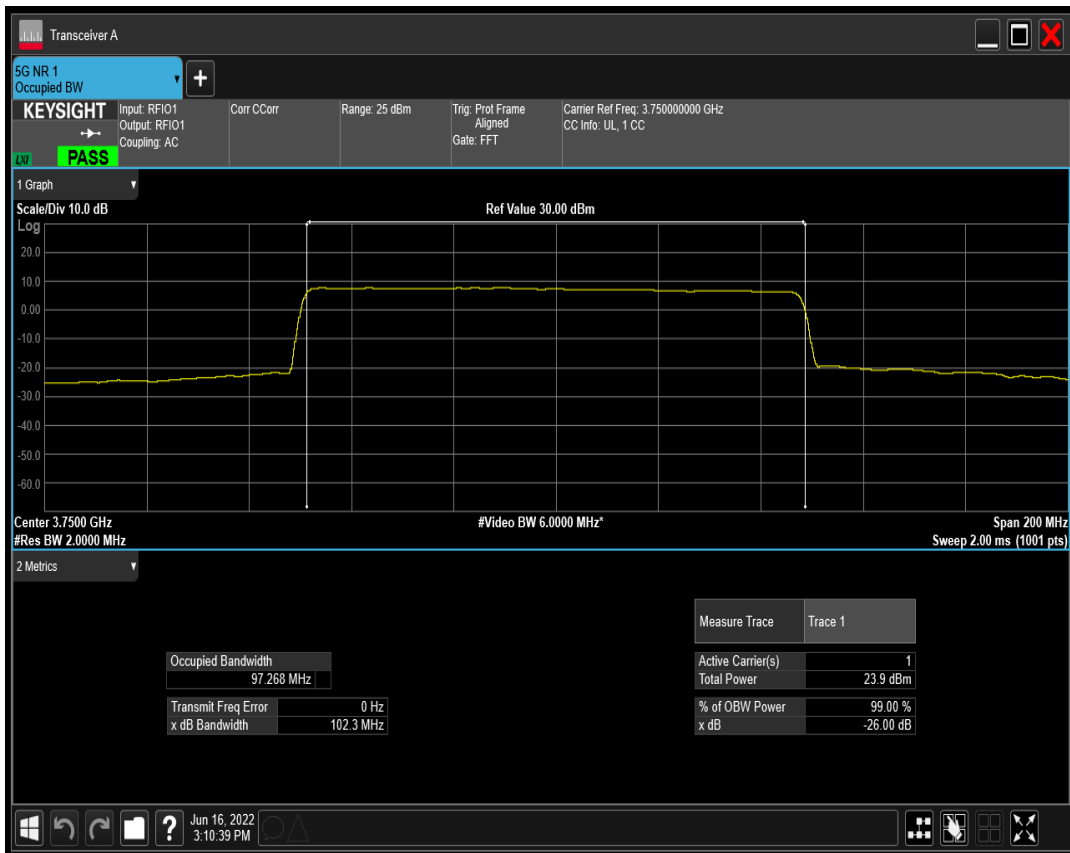 Transceiver A
5G NR 1
Occupied BW
+
KEYSIGHT
LXI
PASS
Input: RFIO1
Output: RFIO1
Coupling: AC
Corr CCorr
Range: 25 dBm
Trig: Prot Frame
Aligned
Gate: FFT
Carrier Ref Freq: 3.750000000 GHz
CC Info: UL, 1 CC
1 Graph
Scale/Div 10.0 dB
Ref Value 30.00 dBm
Log
20.0
10.0
0.00
-10.0
-20.0
-30.0
-40.0
-50.0
-60.0
Center 3.7500 GHz
#Video BW 6.0000 MHz*
Span 200 MHz
#Res BW 2.0000 MHz
Sweep 2.00 ms (1001 pts)
2 Metrics
Measure Trace Trace 1
Occupied Bandwidth
97.268 MHz
Active Carrier(s) 1
Total Power 23.9 dBm
Transmit Freq Error 0 Hz
x dB Bandwidth 102.3 MHz
% of OBW Power 99.00 %
x dB -26.00 dB
?
Jun 16, 2022
3:10:39 PM